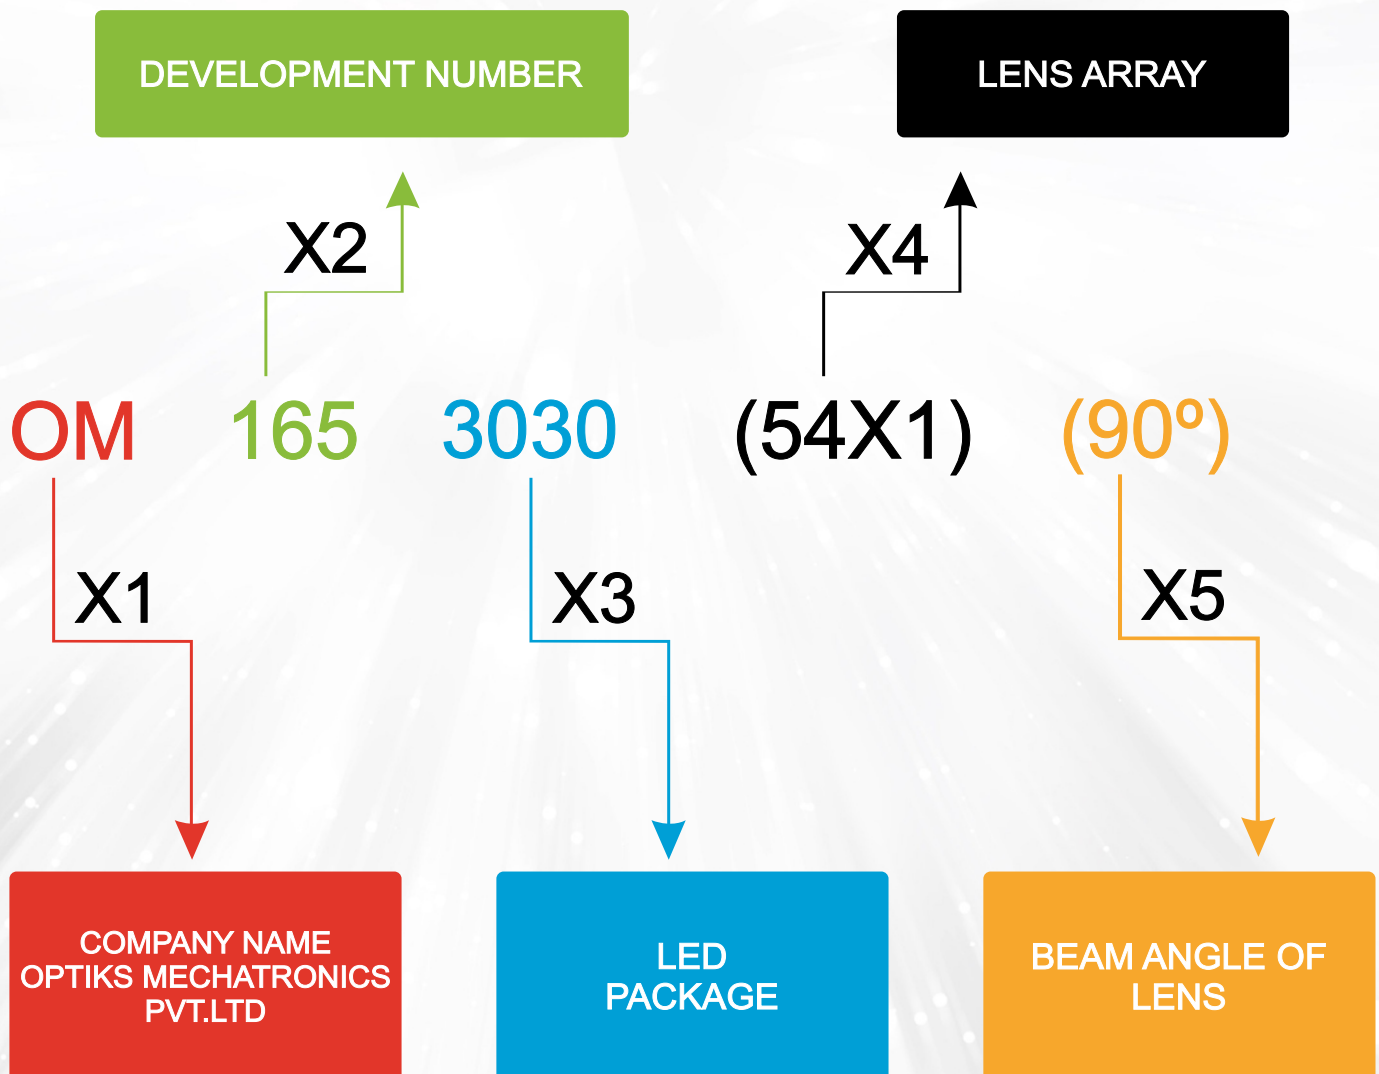 DEVELOPMENT NUMBER
LENS ARRAY
X2
X4
OM 165 3030 (54X1) (90º)
X1
X3
X5
COMPANY NAME
OPTIKS MECHATRONICS
PVT.LTD
LED
PACKAGE
BEAM ANGLE OF
LENS